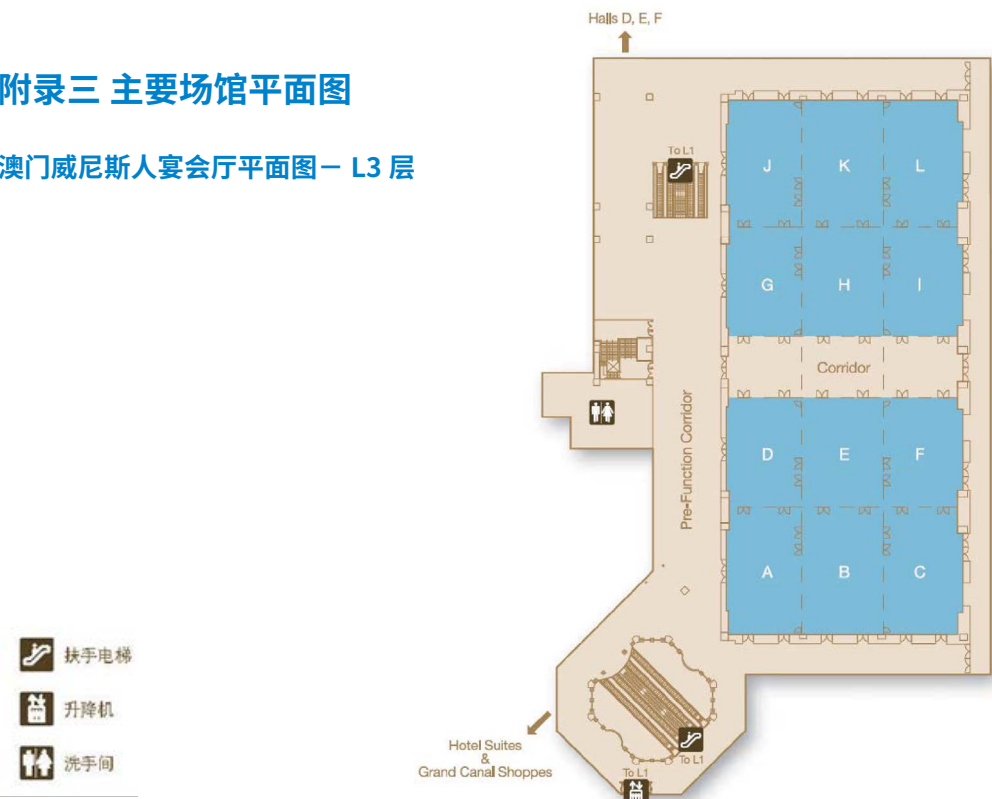 Halls D, E, F
附录三 主要场馆平面图
澳门威尼斯人宴会厅平面图－ L3 层
To L1
J
K
L
G
H
I
Corridor
Pre-Function Corridor
D
E
F
A
B
C
扶手电梯
升降机
洗手间
Hotel Suites
&
Grand Canal Shoppes
To L1
To L1